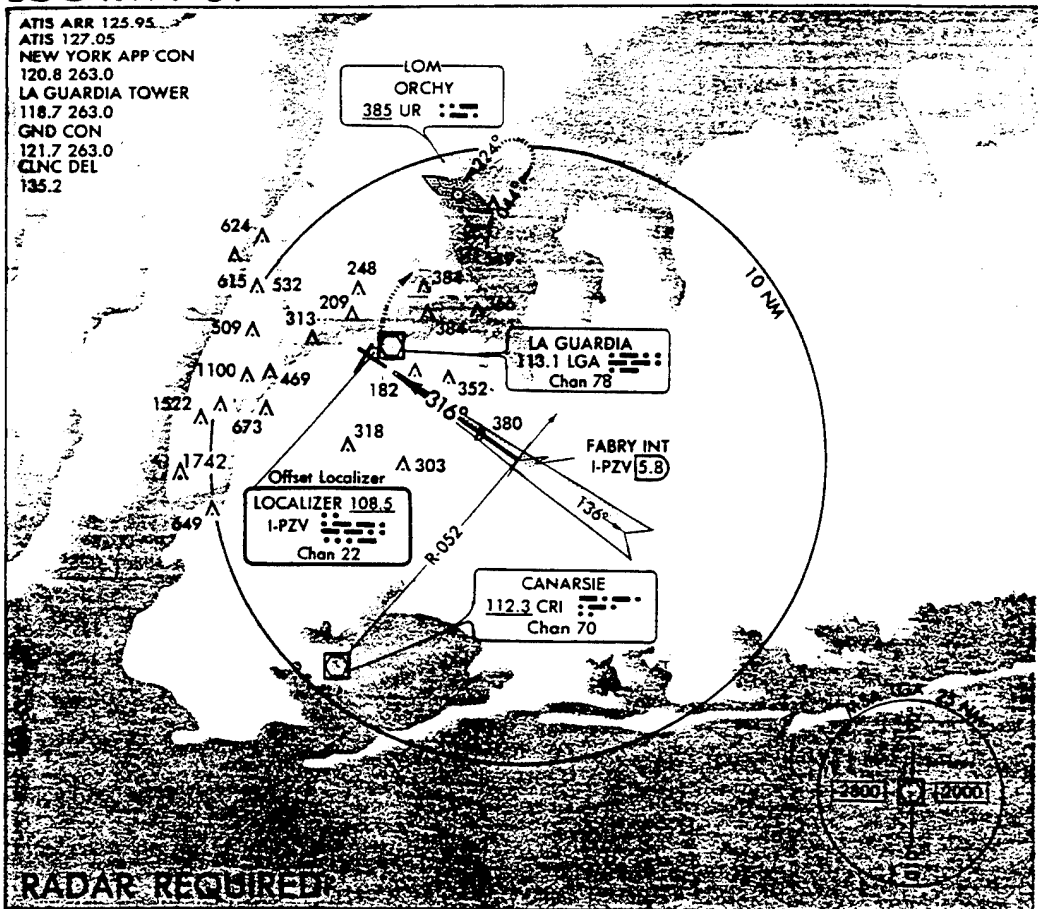 ATIS ARR 125.95
ATIS 127.05
NEW YORK APP CON
120.8 263.0
LA GUARDIA TOWER
118.7 263.0
GND CON
121.7 263.0
CLNC DEL
135.2
LOM
ORCHY
385 UR
224°
044°
10 NM
624
615
532
248
209
384
384
509
313
1100
469
182
352
1522
673
LA GUARDIA
113.1 LGA
Chan 78
316°
380
318
303
1742
649
FABRY INT
I-PZV 5.8
136°
Offset Localizer
LOCALIZER 108.5
I-PZV
Chan 22
R-052
CANARSIE
112.3 CRI
Chan 70
2000
RADAR REQUIRED